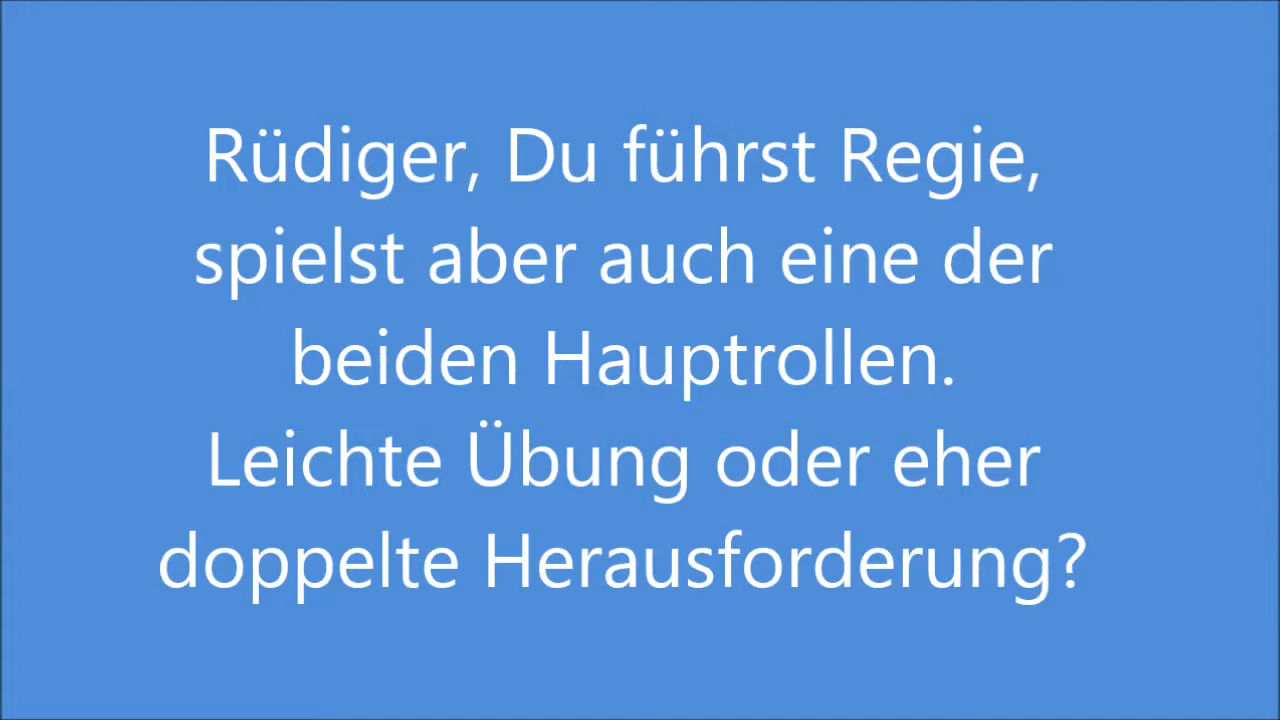 Rüdiger, Du führst Regie,
spielst aber auch eine der
beiden Hauptrollen.
Leichte Übung oder eher
doppelte Herausforderung?